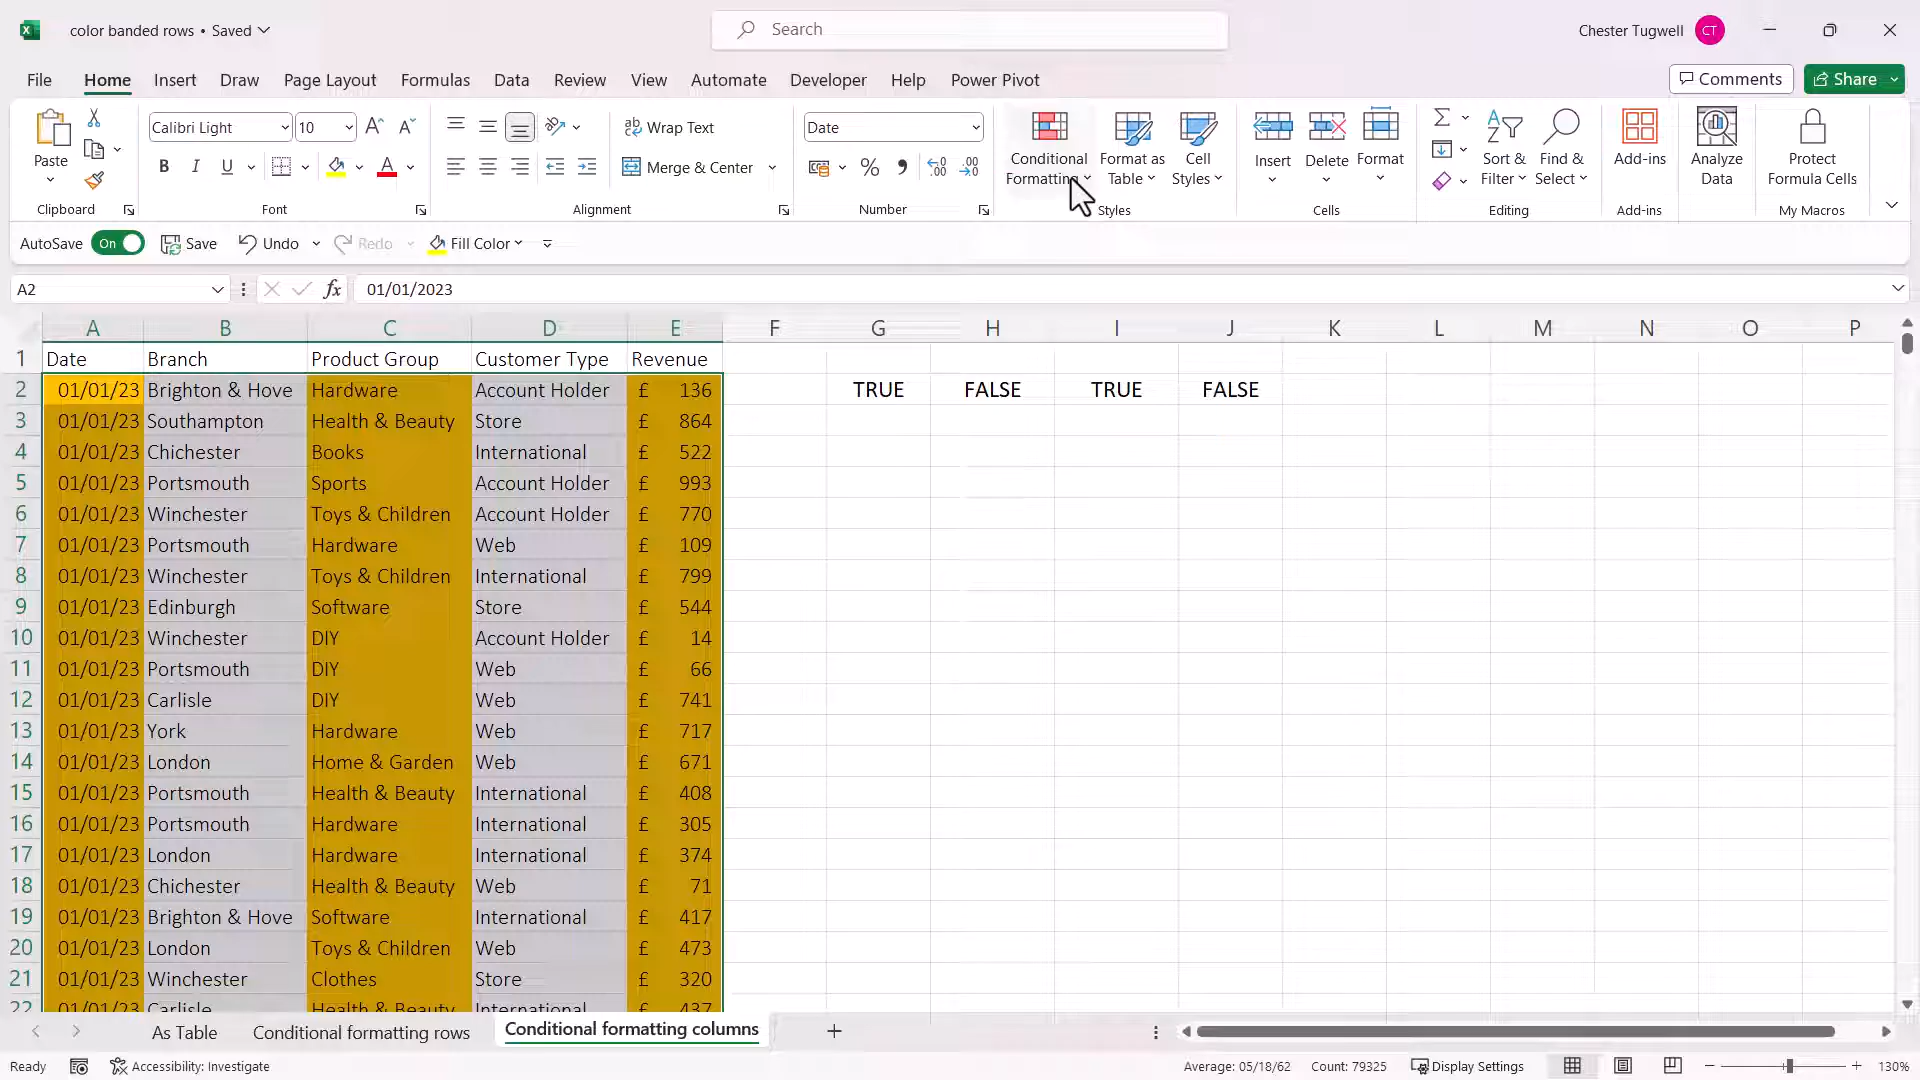 color banded rows • Saved
Search
Chester Tugwell
CT
File Home Insert Draw Page Layout Formulas Data Review View Automate Developer Help Power Pivot
Comments
Share
Paste
Calibri Light
10
B I U
A
ab Wrap Text
Merge & Center
Date
%
Conditional Formatting
Format as Table
Cell Styles
Insert
Delete
Format
Sort & Filter
Find & Select
Add-ins
Analyze Data
Protect Formula Cells
Clipboard Font Alignment Number Styles Cells Editing Add-ins My Macros
AutoSave On Save Undo Redo Fill Color
A2 fx 01/01/2023
A B C D E F G H I J K L M N O P
1 Date Branch Product Group Customer Type Revenue
2 01/01/23 Brighton & Hove Hardware Account Holder £ 136 TRUE FALSE TRUE FALSE
3 01/01/23 Southampton Health & Beauty Store £ 864
4 01/01/23 Chichester Books International £ 522
5 01/01/23 Portsmouth Sports Account Holder £ 993
6 01/01/23 Winchester Toys & Children Account Holder £ 770
7 01/01/23 Portsmouth Hardware Web £ 109
8 01/01/23 Winchester Toys & Children International £ 799
9 01/01/23 Edinburgh Software Store £ 544
10 01/01/23 Winchester DIY Account Holder £ 14
11 01/01/23 Portsmouth DIY Web £ 66
12 01/01/23 Carlisle DIY Web £ 741
13 01/01/23 York Hardware Web £ 717
14 01/01/23 London Home & Garden Web £ 671
15 01/01/23 Portsmouth Health & Beauty International £ 408
16 01/01/23 Portsmouth Hardware International £ 305
17 01/01/23 London Hardware International £ 374
18 01/01/23 Chichester Health & Beauty Web £ 71
19 01/01/23 Brighton & Hove Software International £ 417
20 01/01/23 London Toys & Children Web £ 473
21 01/01/23 Winchester Clothes Store £ 320
22 01/01/23 Carlisle Health & Beauty International £ 437
As Table Conditional formatting rows Conditional formatting columns
Ready Accessibility: Investigate Average: 05/18/62 Count: 79325 Display Settings 130%